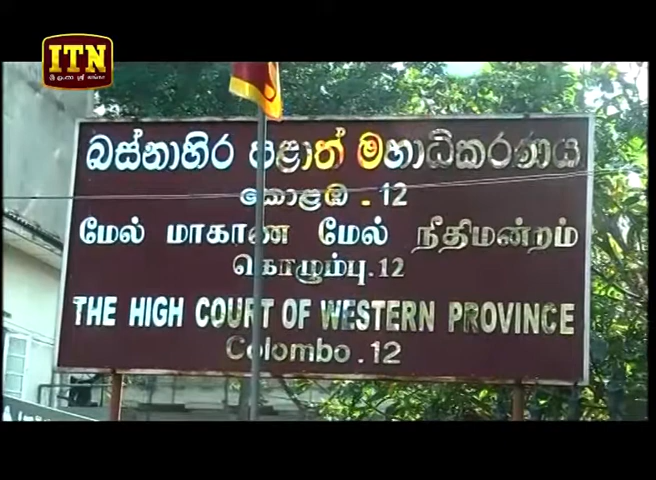 ITN
බස්නාහිර පළාත් මහාධිකරණය
කොළඹ - 12
மேல் மாகாண மேல் நீதிமன்றம்
கொழும்பு.12
THE HIGH COURT OF WESTERN PROVINCE
Colombo 12